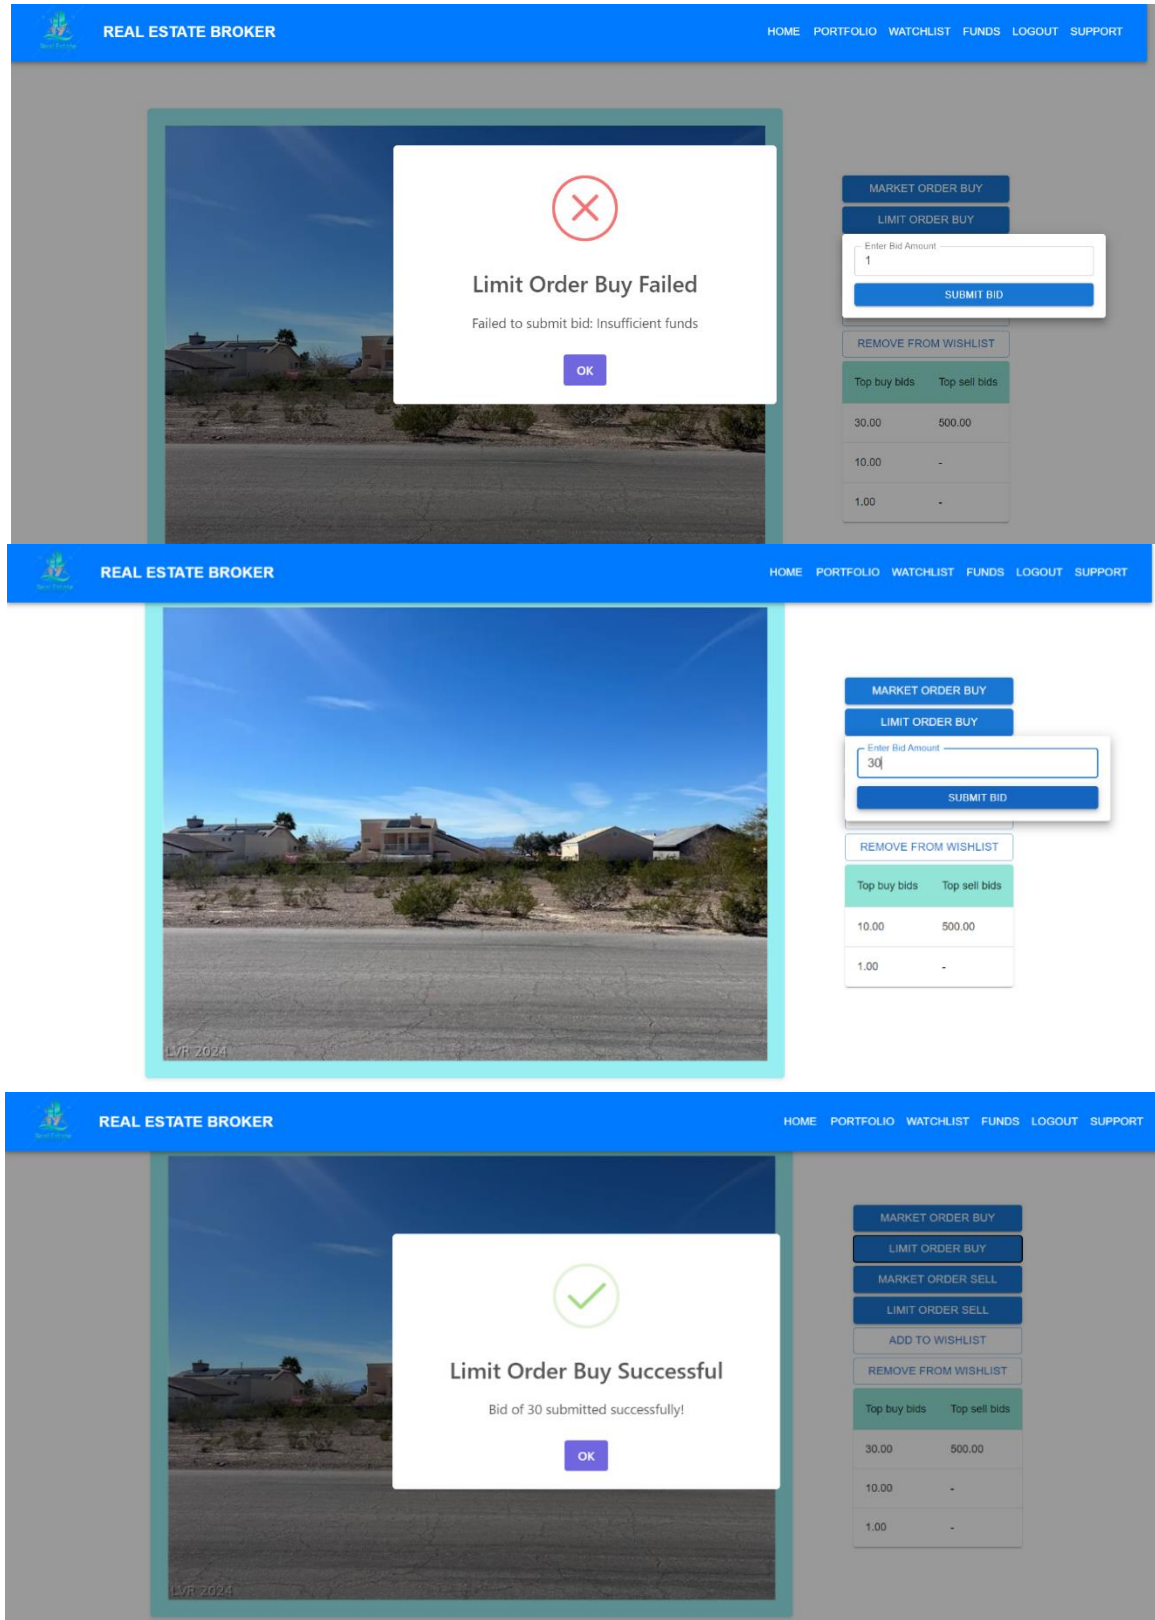 Real Estate
REAL ESTATE BROKER
HOME PORTFOLIO WATCHLIST FUNDS LOGOUT SUPPORT
MARKET ORDER BUY
LIMIT ORDER BUY
Enter Bid Amount
1
SUBMIT BID
Limit Order Buy Failed
Failed to submit bid: Insufficient funds
OK
REMOVE FROM WISHLIST
Top buy bids Top sell bids
30.00 500.00
10.00 -
1.00 -
Real Estate
REAL ESTATE BROKER
HOME PORTFOLIO WATCHLIST FUNDS LOGOUT SUPPORT
MARKET ORDER BUY
LIMIT ORDER BUY
Enter Bid Amount
30
SUBMIT BID
REMOVE FROM WISHLIST
Top buy bids Top sell bids
10.00 500.00
1.00 -
LVR 2024
Real Estate
REAL ESTATE BROKER
HOME PORTFOLIO WATCHLIST FUNDS LOGOUT SUPPORT
MARKET ORDER BUY
LIMIT ORDER BUY
MARKET ORDER SELL
LIMIT ORDER SELL
ADD TO WISHLIST
REMOVE FROM WISHLIST
Limit Order Buy Successful
Bid of 30 submitted successfully!
OK
Top buy bids Top sell bids
30.00 500.00
10.00 -
1.00 -
LVR 2024